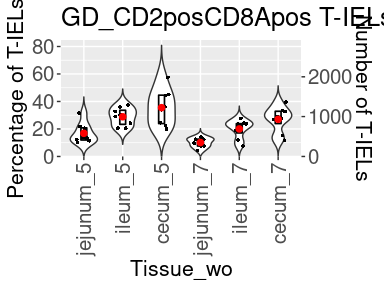 GD_CD2posCD8Apos T-IELs
Percentage of T-IELs
80
60
40
20
0
2000
1000
0
Number of T-IELs
jejunum_5
ileum_5
cecum_5
jejunum_7
ileum_7
cecum_7
Tissue_wo